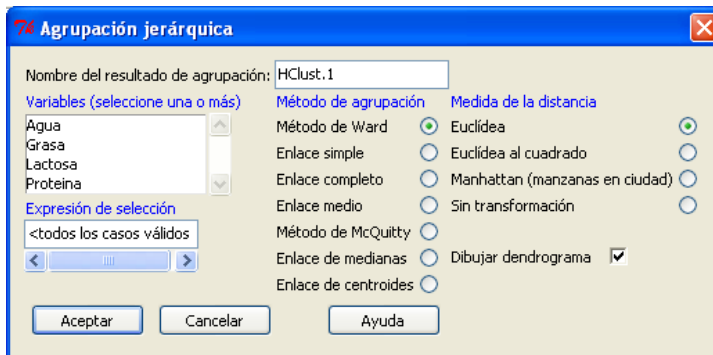 Agrupación jerárquica
Nombre del resultado de agrupación: HClust.1
Variables (seleccione una o más)
Agua
Grasa
Lactosa
Proteina
Expresión de selección
<todos los casos válidos
Método de agrupación
Método de Ward
Enlace simple
Enlace completo
Enlace medio
Método de McQuitty
Enlace de medianas
Enlace de centroides
Medida de la distancia
Euclídea
Euclídea al cuadrado
Manhattan (manzanas en ciudad)
Sin transformación
Dibujar dendrograma
Aceptar
Cancelar
Ayuda